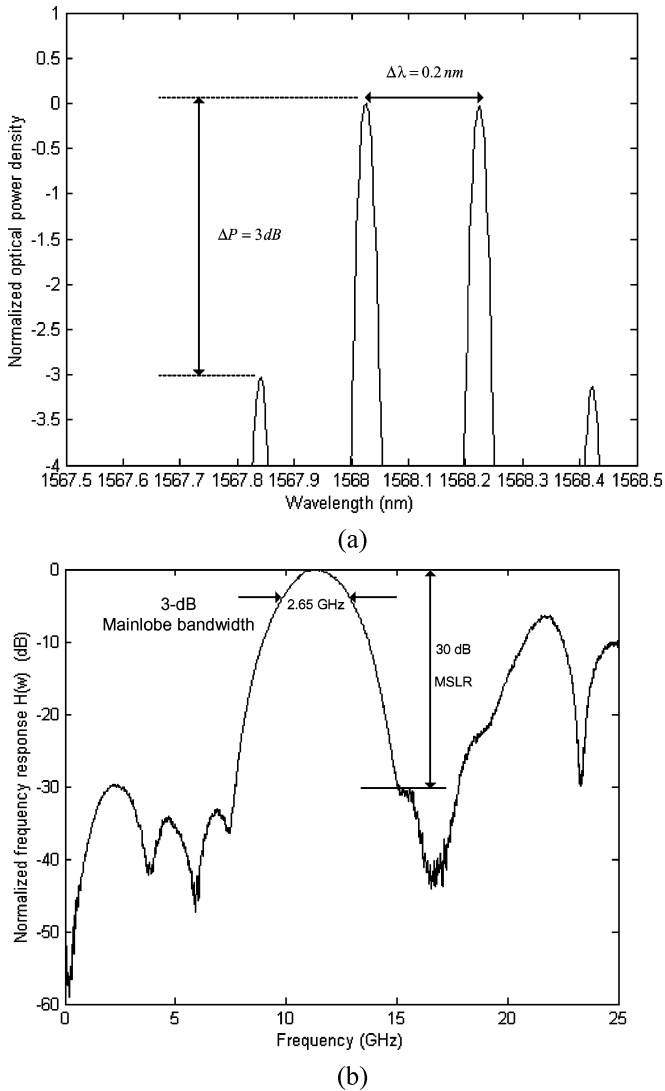 1
0.5
0
-0.5
-1
-1.5
-2
-2.5
-3
-3.5
-4
Normalized optical power density
Δλ = 0.2 nm
ΔP = 3dB
1567.5 1567.6 1567.7 1567.8 1567.9 1568 1568.1 1568.2 1568.3 1568.4 1568.5
Wavelength (nm)
(a)
0
-10
-20
-30
-40
-50
-60
Normalized frequency response H(w) (dB)
3-dB
Mainlobe bandwidth
2.65 GHz
30 dB
MSLR
0 5 10 15 20 25
Frequency (GHz)
(b)